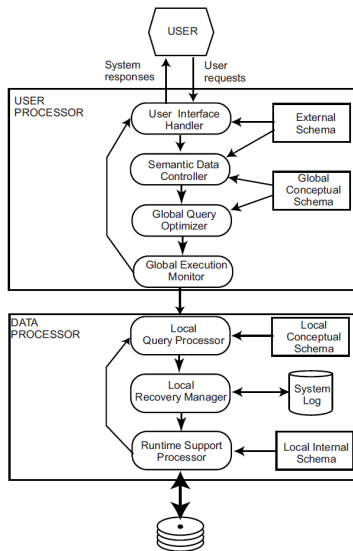 USER
System
responses
User
requests
USER
PROCESSOR
User Interface
Handler
External
Schema
Semantic Data
Controller
Global
Conceptual
Schema
Global Query
Optimizer
Global Execution
Monitor
DATA
PROCESSOR
Local
Query Processor
Local
Conceptual
Schema
Local
Recovery Manager
System
Log
Runtime Support
Processor
Local Internal
Schema